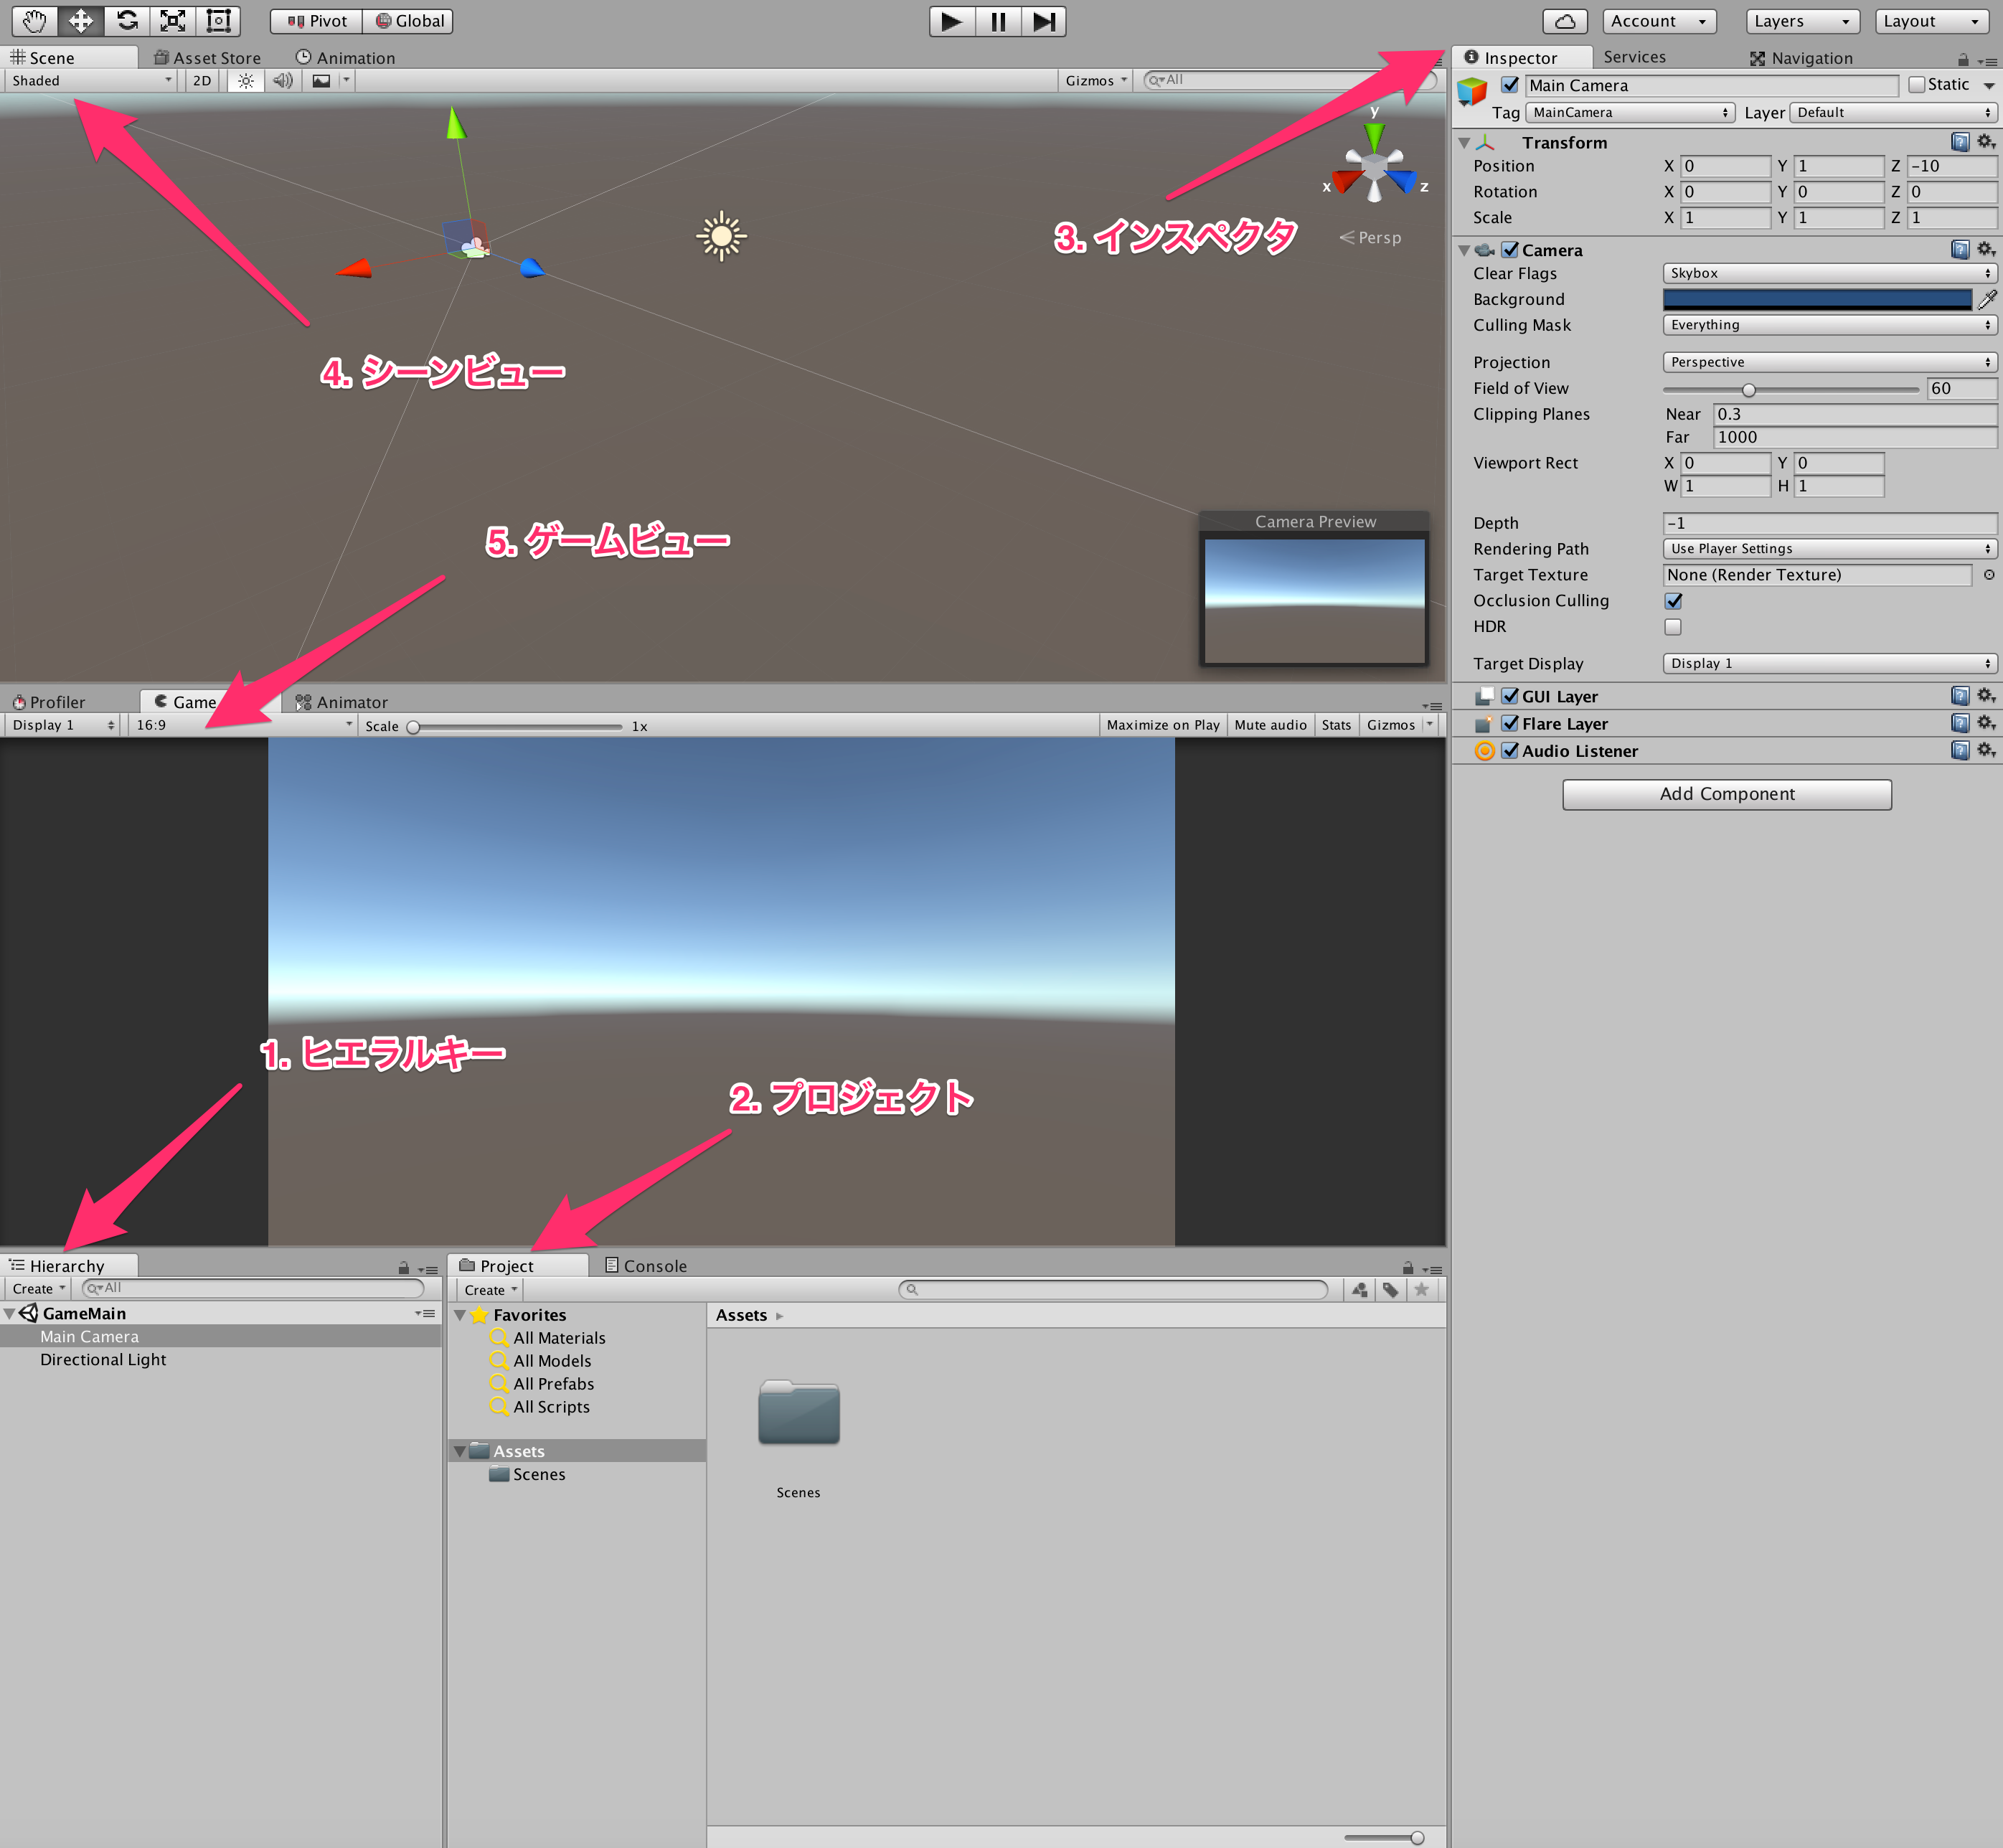 Pivot Global Account Layers Layout
Scene Asset Store Animation
Shaded 2D Gizmos All
y
x z
Persp
3. インスペクタ
4. シーンビュー
5. ゲームビュー
Camera Preview
Profiler Game Animator
Display 1 16:9 Scale 1x Maximize on Play Mute audio Stats Gizmos
1. ヒエラルキー
2. プロジェクト
Hierarchy
Create All
GameMain
Main Camera
Directional Light
Project Console
Create
Favorites
All Materials
All Models
All Prefabs
All Scripts
Assets
Scenes
Assets
Scenes
Inspector Services Navigation
Main Camera Static
Tag MainCamera Layer Default
Transform
Position X 0 Y 1 Z -10
Rotation X 0 Y 0 Z 0
Scale X 1 Y 1 Z 1
Camera
Clear Flags Skybox
Background
Culling Mask Everything
Projection Perspective
Field of View 60
Clipping Planes Near 0.3
Far 1000
Viewport Rect X 0 Y 0
W 1 H 1
Depth -1
Rendering Path Use Player Settings
Target Texture None (Render Texture)
Occlusion Culling
HDR
Target Display Display 1
GUI Layer
Flare Layer
Audio Listener
Add Component